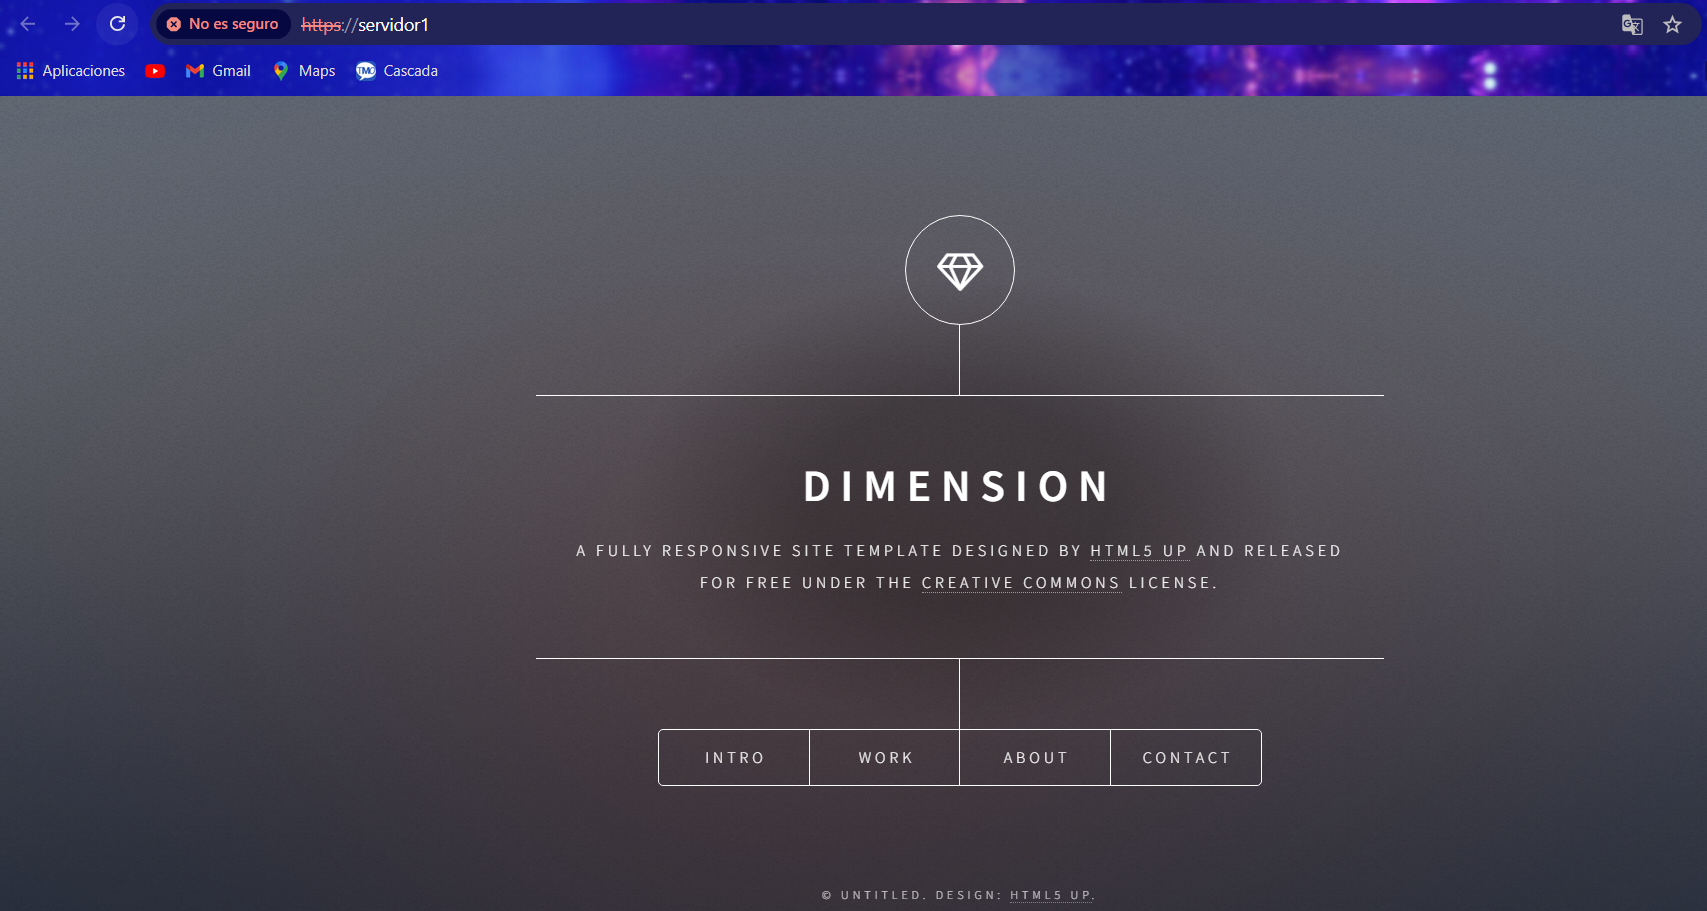 No es seguro https://servidor1
Aplicaciones Gmail Maps TMO Cascada
DIMENSION
A FULLY RESPONSIVE SITE TEMPLATE DESIGNED BY HTML5 UP AND RELEASED
FOR FREE UNDER THE CREATIVE COMMONS LICENSE.
INTRO WORK ABOUT CONTACT
© UNTITLED. DESIGN: HTML5 UP.